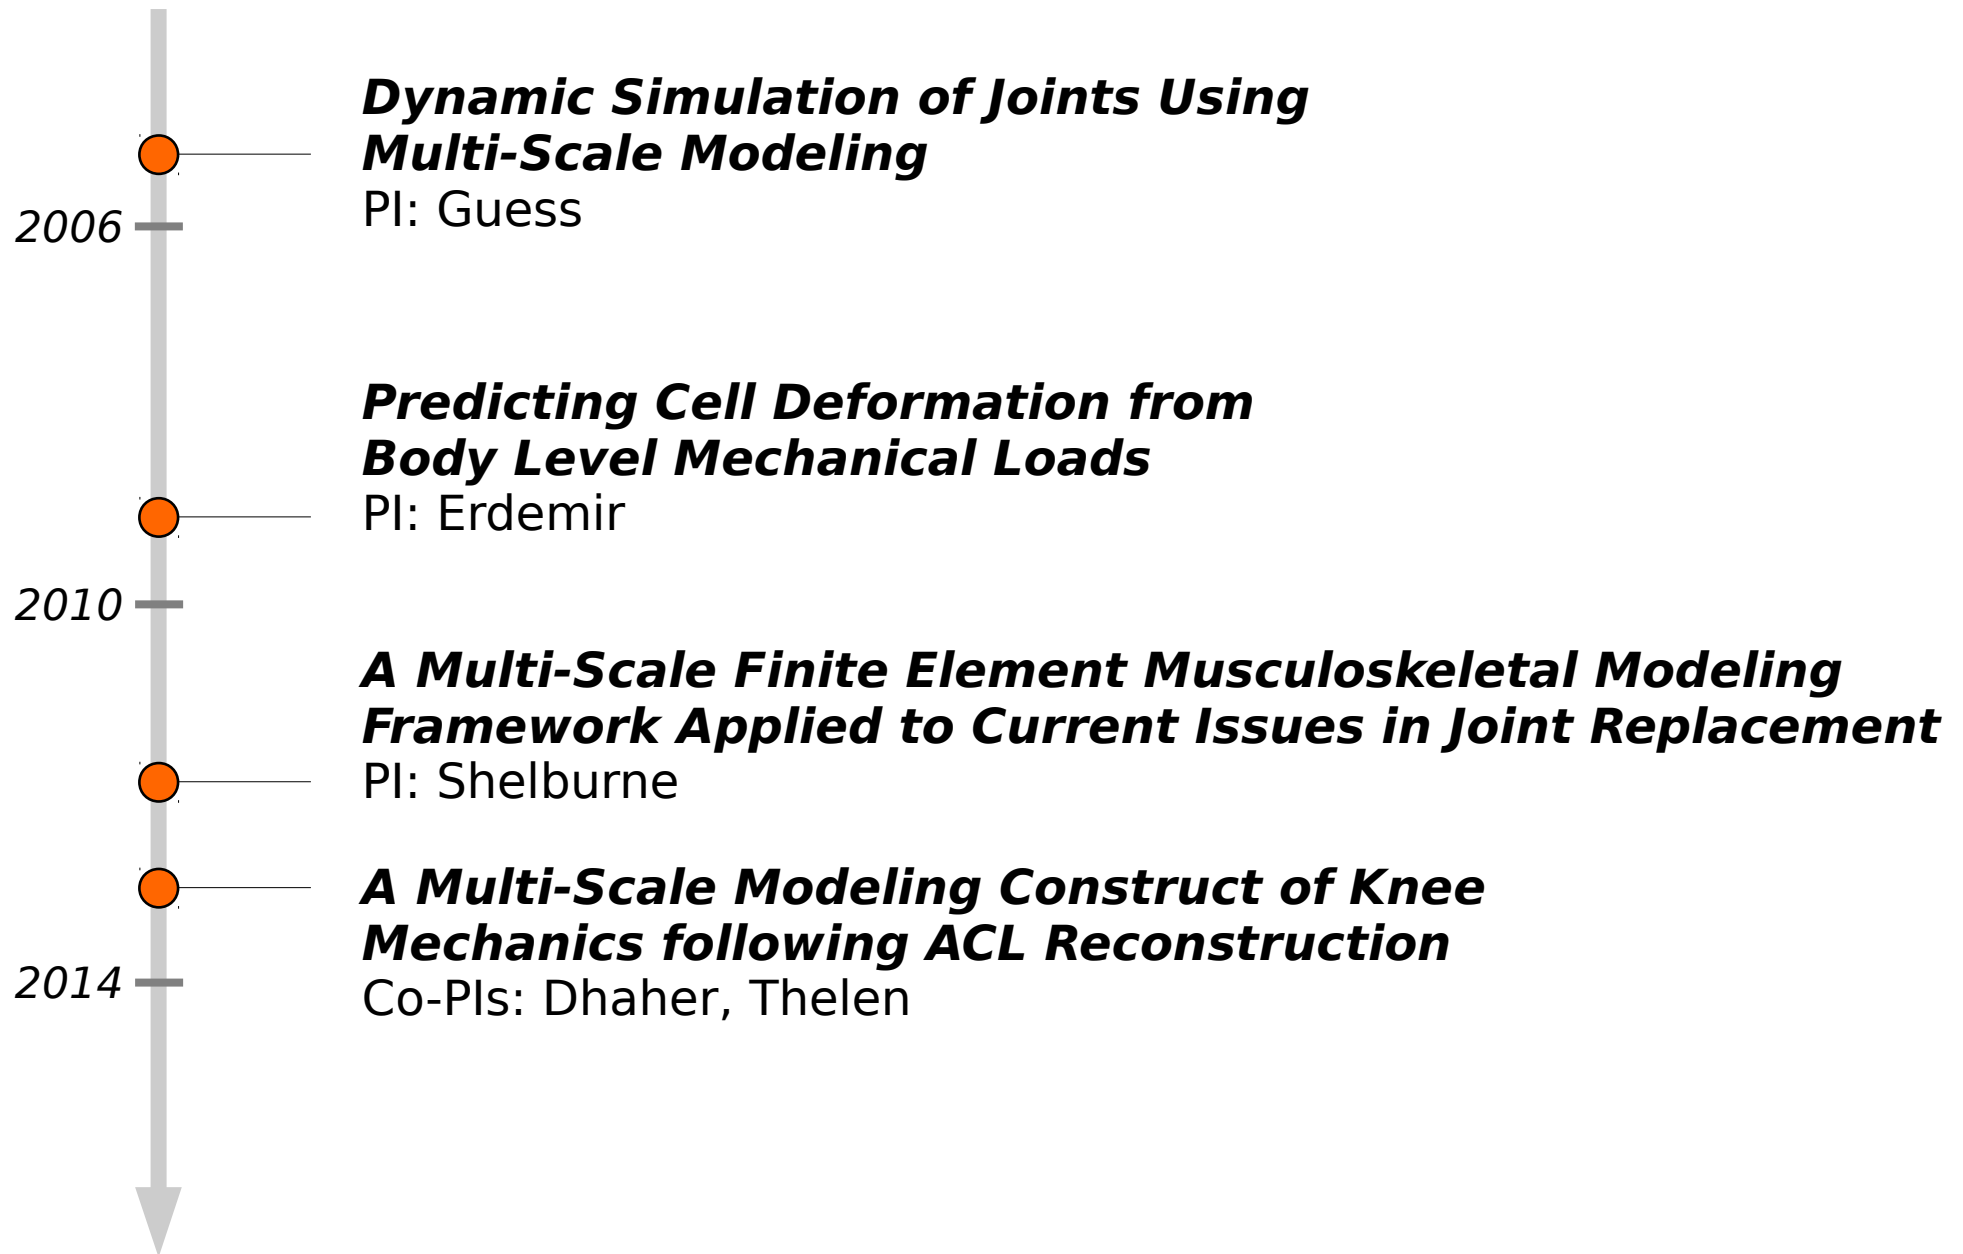 Dynamic Simulation of Joints Using
Multi-Scale Modeling
PI: Guess
2006
Predicting Cell Deformation from
Body Level Mechanical Loads
PI: Erdemir
2010
A Multi-Scale Finite Element Musculoskeletal Modeling
Framework Applied to Current Issues in Joint Replacement
PI: Shelburne
A Multi-Scale Modeling Construct of Knee
Mechanics following ACL Reconstruction
2014
Co-PIs: Dhaher, Thelen